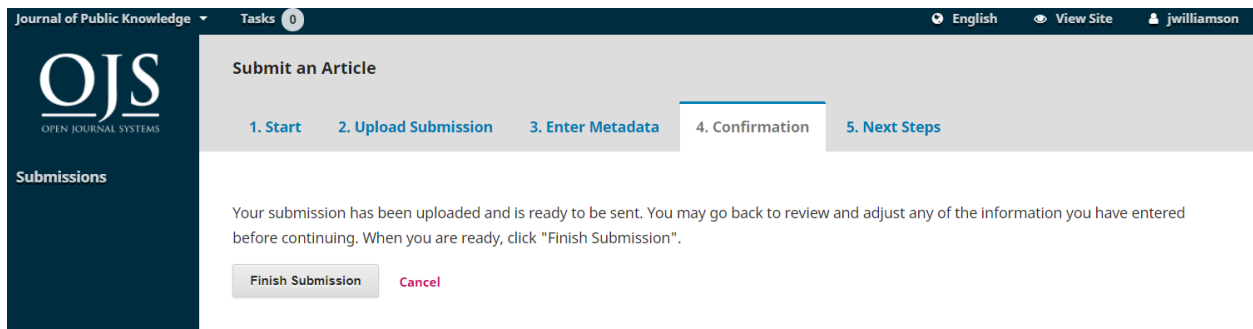 Journal of Public Knowledge Tasks 0 English View Site jwilliamson
OJS
OPEN JOURNAL SYSTEMS
Submit an Article
1. Start 2. Upload Submission 3. Enter Metadata 4. Confirmation 5. Next Steps
Submissions
Your submission has been uploaded and is ready to be sent. You may go back to review and adjust any of the information you have entered
before continuing. When you are ready, click "Finish Submission".
Finish Submission Cancel